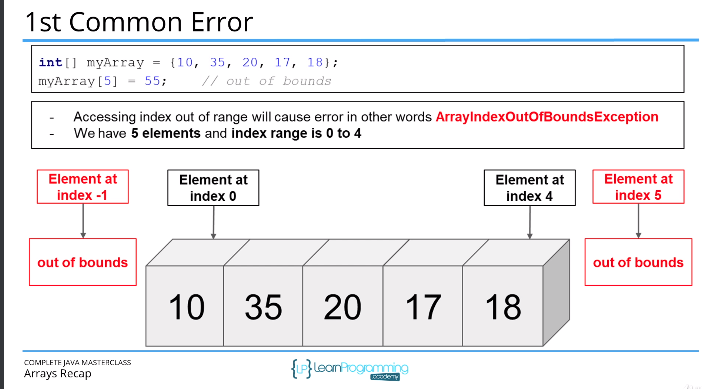 1st Common Error
int[] myArray = {10, 35, 20, 17, 18};
myArray[5] = 55; // out of bounds
- Accessing index out of range will cause error in other words ArrayIndexOutOfBoundsException
- We have 5 elements and index range is 0 to 4
Element at
index -1
Element at
index 0
Element at
index 4
Element at
index 5
out of bounds
out of bounds
10 35 20 17 18
COMPLETE JAVA MASTERCLASS
Arrays Recap
{LP} LearnProgramming
academy